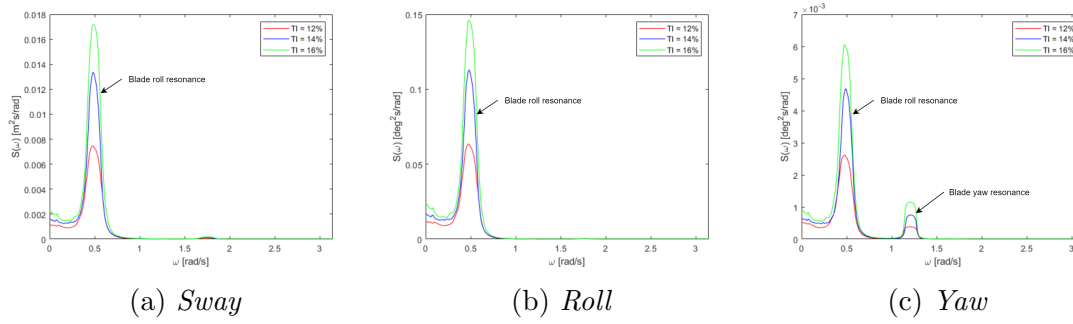 0.018
0.016
0.014
0.012
0.01
0.008
0.006
0.004
0.002
0
S(ω) [m²s/rad]
TI = 12%
TI = 14%
TI = 16%
Blade roll resonance
0 0.5 1 1.5 2 2.5 3
ω [rad/s]
(a) Sway
0.15
0.1
0.05
0
S(ω) [deg²s/rad]
TI = 12%
TI = 14%
TI = 16%
Blade roll resonance
0 0.5 1 1.5 2 2.5 3
ω [rad/s]
(b) Roll
×10⁻³
7
6
5
4
3
2
1
0
S(ω) [deg²s/rad]
TI = 12%
TI = 14%
TI = 16%
Blade roll resonance
Blade yaw resonance
0 0.5 1 1.5 2 2.5 3
ω [rad/s]
(c) Yaw